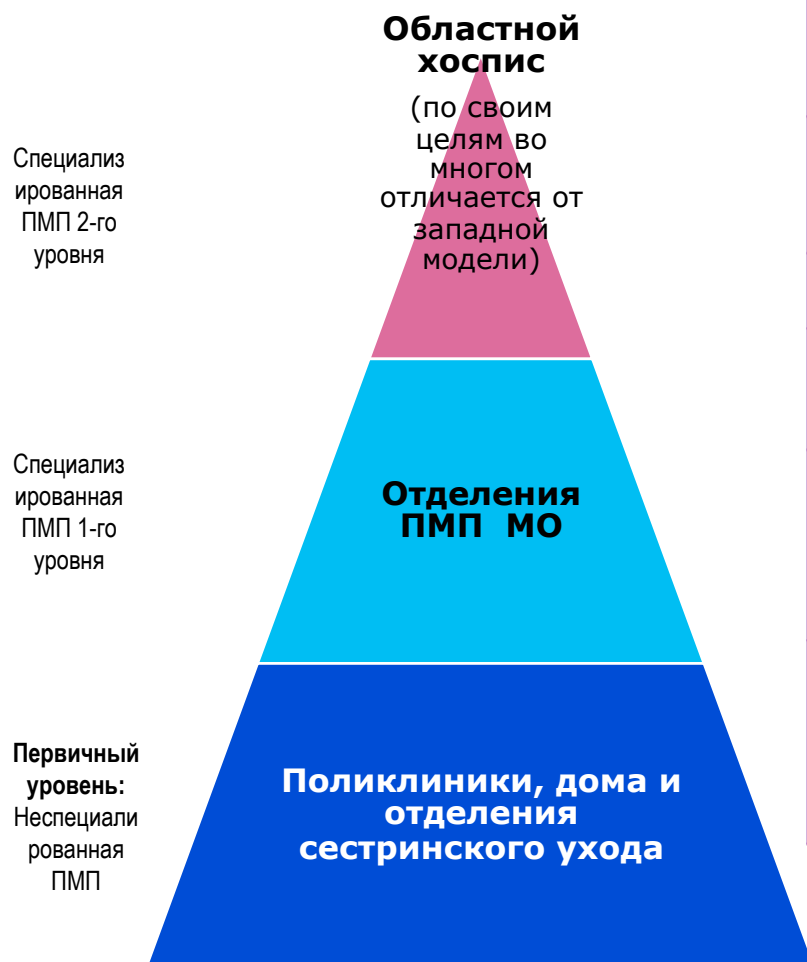 Областной
хоспис
(по своим
целям во
многом
отличается от
западной
модели)
Специализ
ированная
ПМП 2-го
уровня
Специализ
ированная
ПМП 1-го
уровня
Отделения
ПМП МО
Первичный
уровень:
Неспециали
рованная
ПМП
Поликлиники, дома и
отделения
сестринского ухода